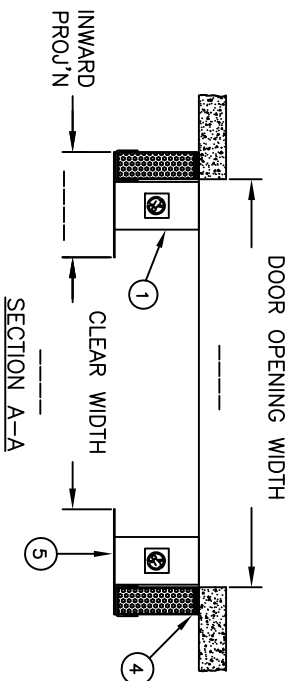 DOOR OPENING WIDTH
INWARD
PROJ'N
1
CLEAR WIDTH
5
4
SECTION A-A